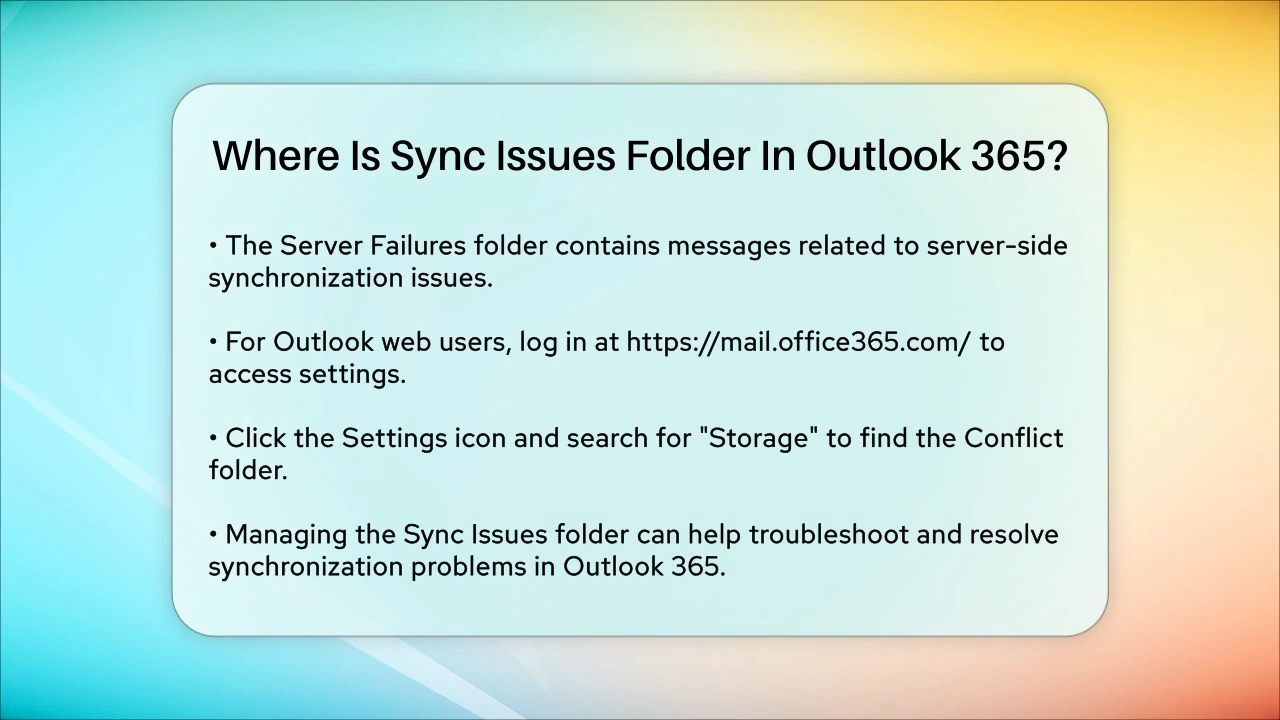 Where Is Sync Issues Folder In Outlook 365?
• The Server Failures folder contains messages related to server-side
synchronization issues.
• For Outlook web users, log in at https://mail.office365.com/ to
access settings.
• Click the Settings icon and search for "Storage" to find the Conflict
folder.
• Managing the Sync Issues folder can help troubleshoot and resolve
synchronization problems in Outlook 365.